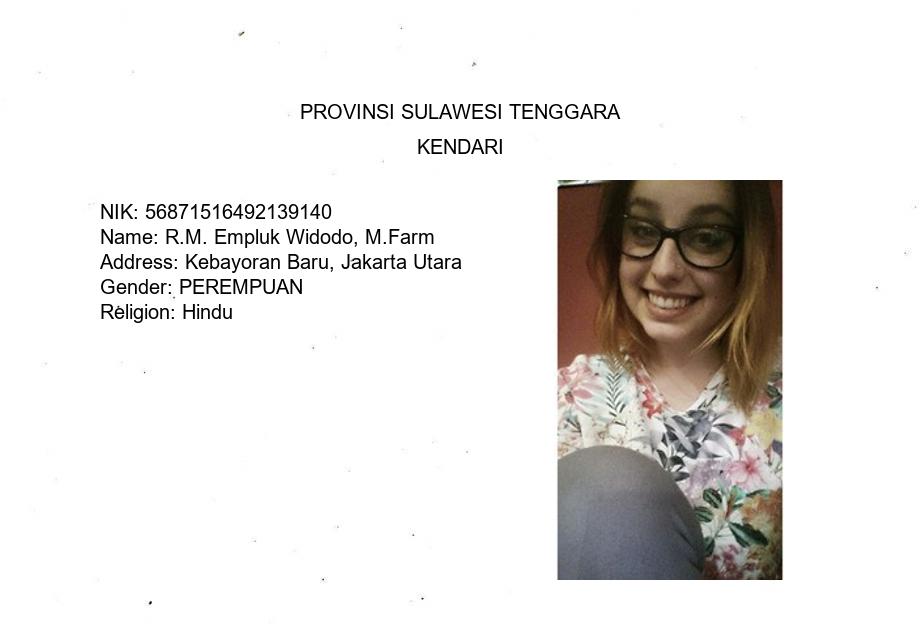 PROVINSI SULAWESI TENGGARA
KENDARI
NIK: 56871516492139140
Name: R.M. Empluk Widodo, M.Farm
Address: Kebayoran Baru, Jakarta Utara
Gender: PEREMPUAN
Religion: Hindu